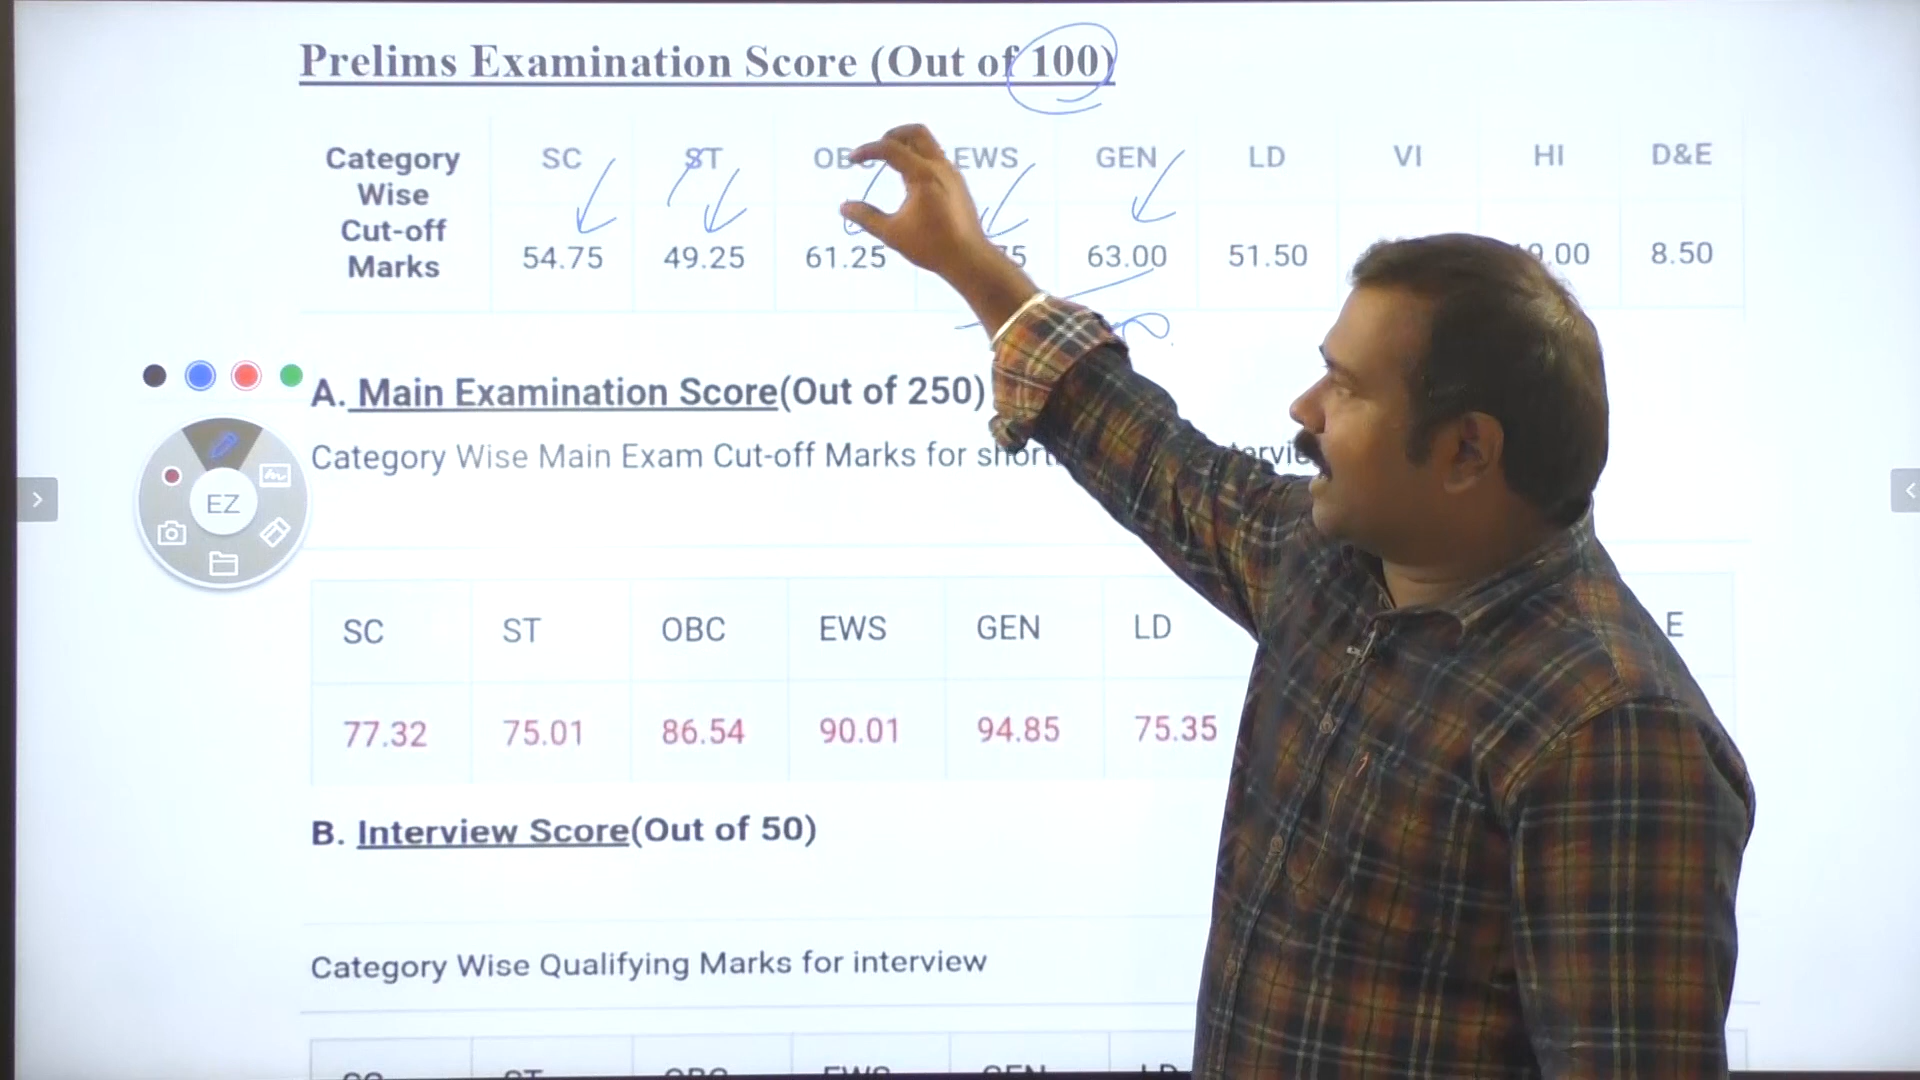 Prelims Examination Score (Out of 100)
Category Wise Cut-off Marks
SC ST EWS GEN LD VI HI D&E
54.75 49.25 61.25 63.00 51.50 8.50
A. Main Examination Score(Out of 250)
Category Wise Main Exam Cut-off Marks for
EZ
SC ST OBC EWS GEN LD
77.32 75.01 86.54 90.01 94.85 75.35
B. Interview Score(Out of 50)
Category Wise Qualifying Marks for interview